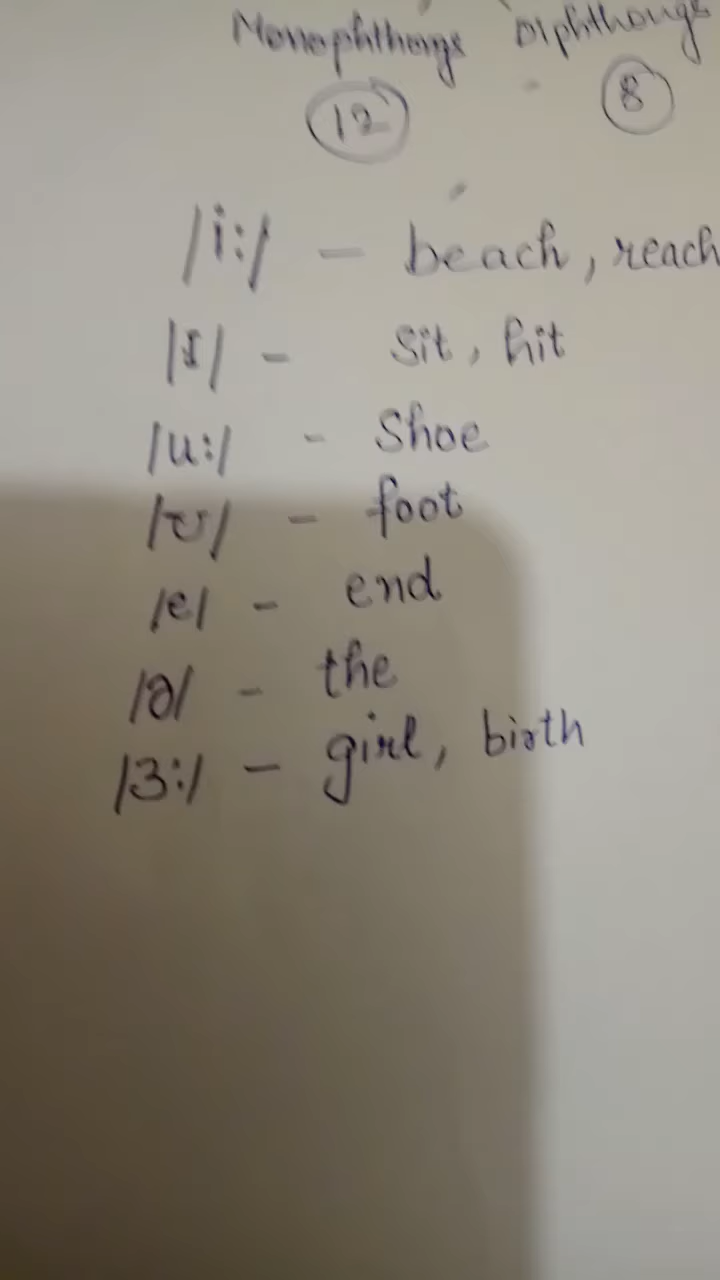 Monophthongs Diphthongs
12 8
/i:/ - beach, reach
/I/ - sit, hit
/u:/ - Shoe
/ʊ/ - foot
/e/ - end
/ə/ - the
/3:/ - girl, birth